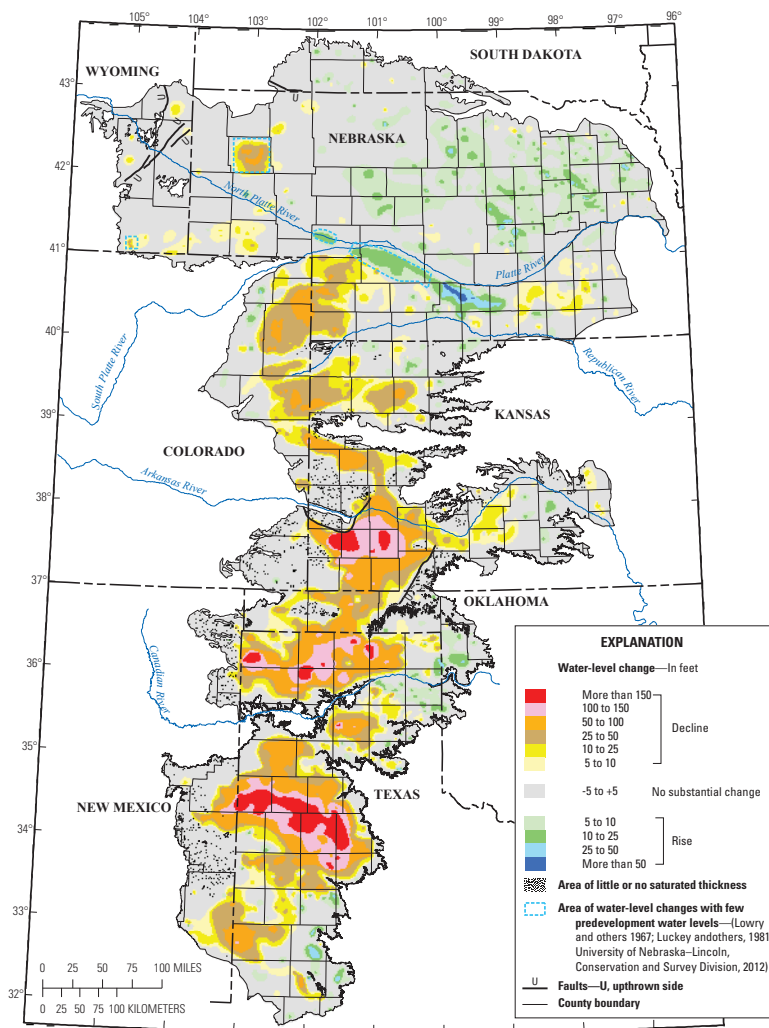 105°
104°
103°
102°
101°
100°
99°
98°
97°
96°
SOUTH DAKOTA
WYOMING
43°
U
U
NEBRASKA
U
42°
U
North Platte River
41°
Platte River
40°
South Platte River
Republican River
39°
KANSAS
COLORADO
Arkansas River
38°
U
37°
U
OKLAHOMA
Canadian River
36°
35°
NEW MEXICO
TEXAS
34°
33°
32°
0 25 50 75 100 MILES
0 25 50 75 100 KILOMETERS
EXPLANATION
Water-level change—In feet
More than 150
100 to 150
50 to 100
25 to 50
10 to 25
5 to 10
Decline
-5 to +5 No substantial change
5 to 10
10 to 25
25 to 50
More than 50
Rise
Area of little or no saturated thickness
Area of water-level changes with few
predevelopment water levels—(Lowry
and others 1967; Luckey andothers, 1981
University of Nebraska–Lincoln,
Conservation and Survey Division, 2012)
U Faults—U, upthrown side
County boundary